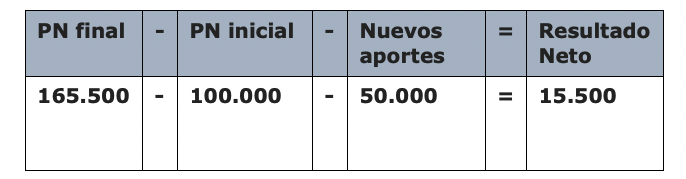 PN final - PN inicial - Nuevos aportes = Resultado Neto
165.500 - 100.000 - 50.000 = 15.500